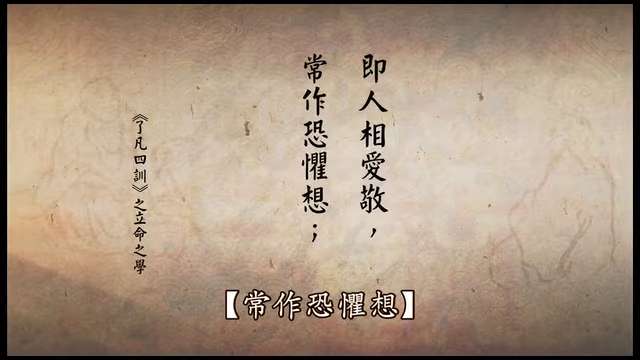 即人相愛敬，
常作恐懼想；
《了凡四訓》之立命之學
【常作恐懼想】